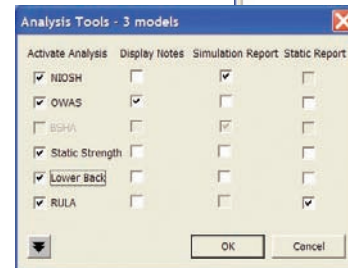 Analysis Tools - 3 models
Activate Analysis Display Notes Simulation Report Static Report
NIOSH
OWAS
BSHA
Static Strength
Lower Back
RULA
OK Cancel